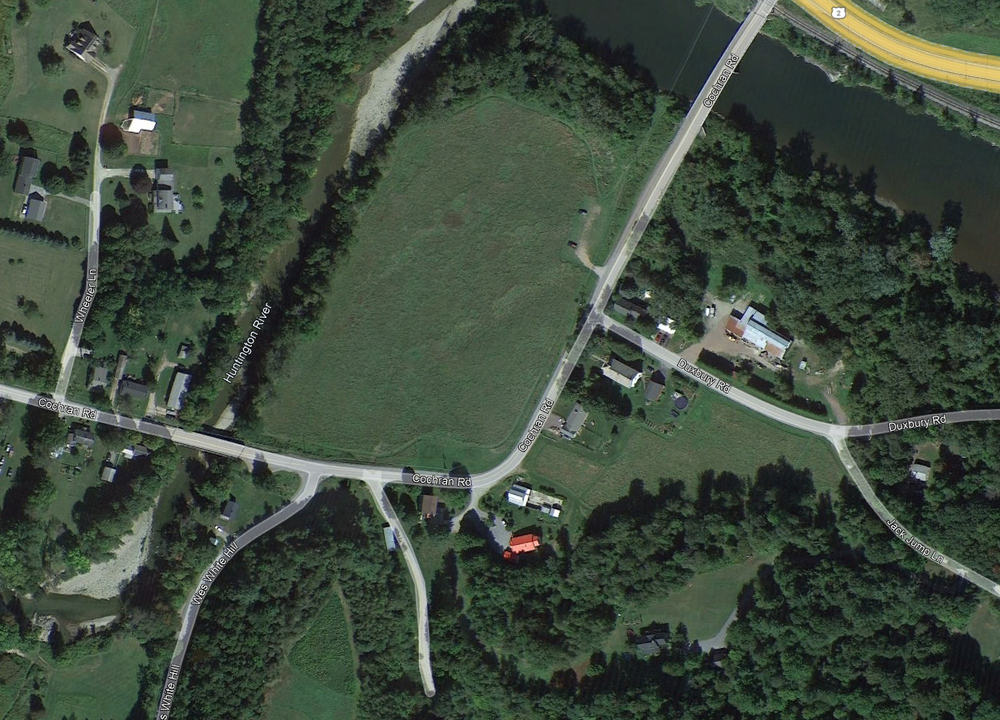 2
Cochran Rd
Wheeler Ln
Huntington River
Duxbury Rd
Cochran Rd
Cochran Rd
Duxbury Rd
Cochran Rd
Jack Jump Ln
Wes White Hill
s White Hill